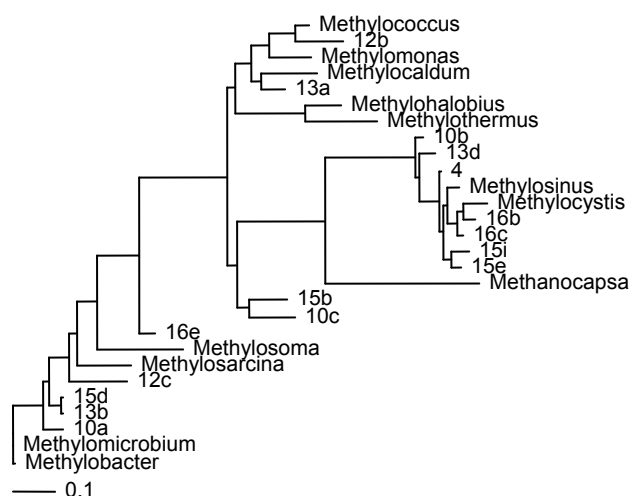 Methylococcus
12b
Methylomonas
Methylocaldum
13a
Methylohalobius
Methylothermus
10b
13d
4
Methylosinus
Methylocystis
16b
16c
15i
15e
Methanocapsa
15b
10c
16e
Methylosoma
Methylosarcina
12c
15d
13b
10a
Methylomicrobium
Methylobacter
0.1